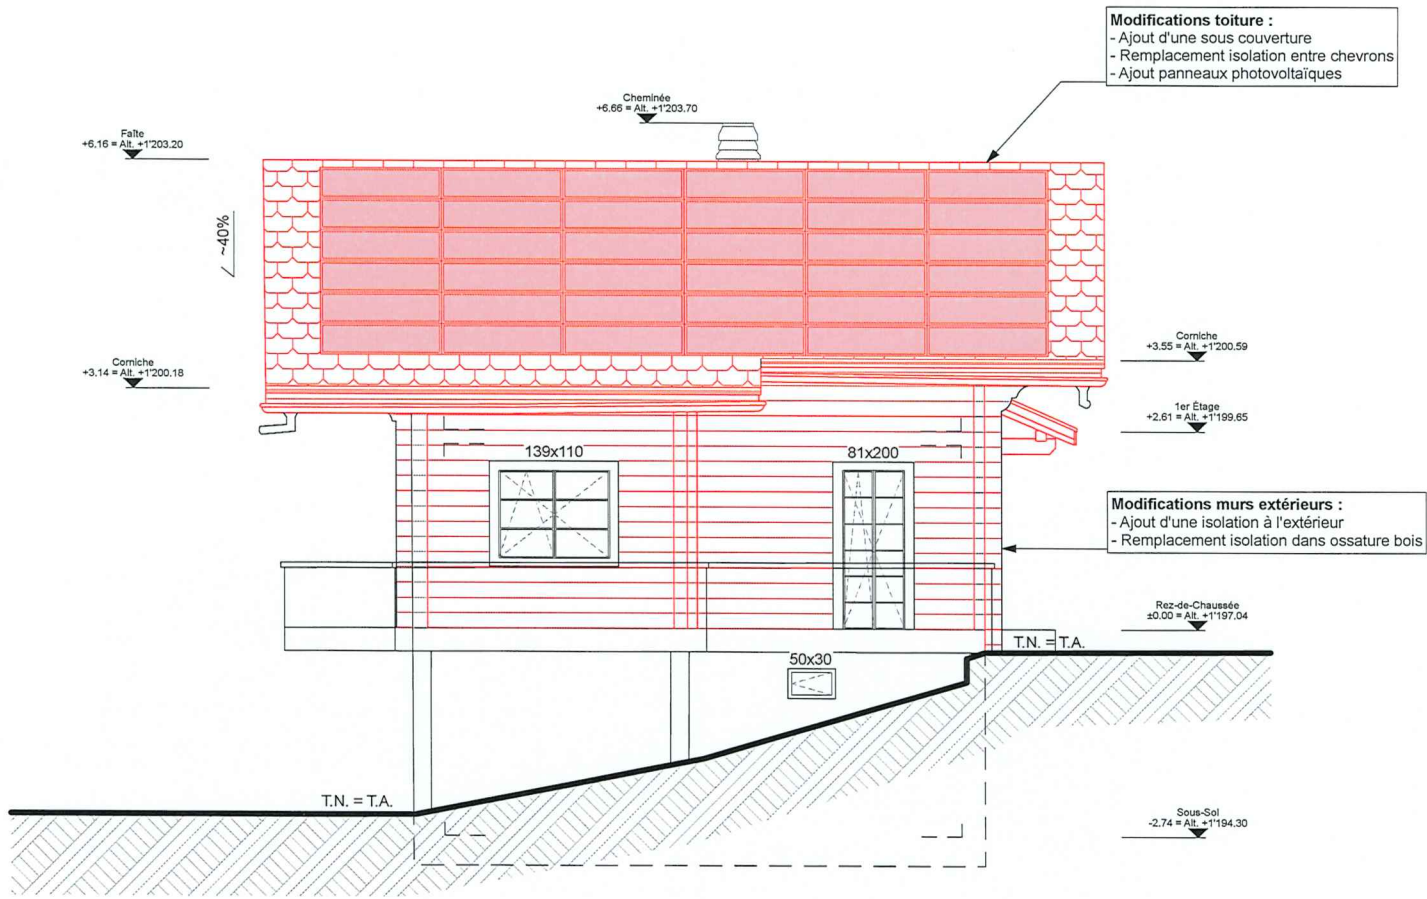 Modifications toiture :
- Ajout d'une sous couverture
- Remplacement isolation entre chevrons
- Ajout panneaux photovoltaïques
Cheminée
+6.66 = Alt. +1'203.70
Faîte
+6.16 = Alt. +1'203.20
~40%
Corniche
+3.55 = Alt. +1'200.59
Corniche
+3.14 = Alt. +1'200.18
1er Étage
+2.61 = Alt. +1'199.65
139x110
81x200
Modifications murs extérieurs :
- Ajout d'une isolation à l'extérieur
- Remplacement isolation dans ossature bois
Rez-de-Chaussée
±0.00 = Alt. +1'197.04
T.N. = T.A.
50x30
T.N. = T.A.
Sous-Sol
-2.74 = Alt. +1'194.30